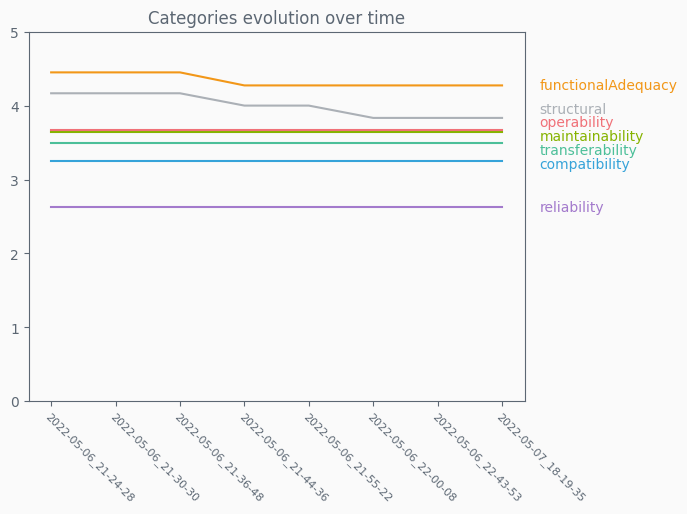 Categories evolution over time
5
4
3
2
1
0
functionalAdequacy
structural
operability
maintainability
transferability
compatibility
reliability
2022-05-06_21-24-28
2022-05-06_21-30-30
2022-05-06_21-36-48
2022-05-06_21-44-36
2022-05-06_21-55-22
2022-05-06_22-00-08
2022-05-06_22-43-53
2022-05-07_18-19-35